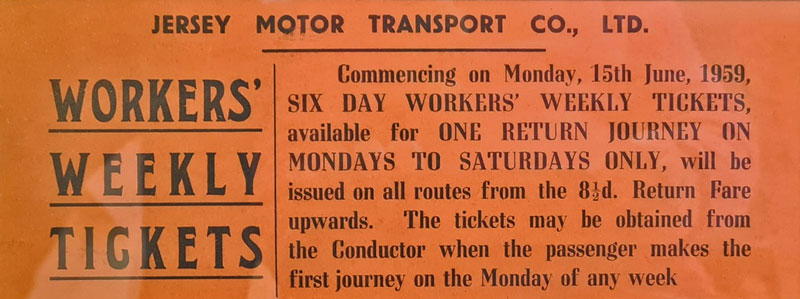 JERSEY MOTOR TRANSPORT CO., LTD.
WORKERS'
WEEKLY
TICKETS
Commencing on Monday, 15th June, 1959,
SIX DAY WORKERS' WEEKLY TICKETS,
available for ONE RETURN JOURNEY ON
MONDAYS TO SATURDAYS ONLY, will be
issued on all routes from the 8½d. Return Fare
upwards. The tickets may be obtained from
the Conductor when the passenger makes the
first journey on the Monday of any week